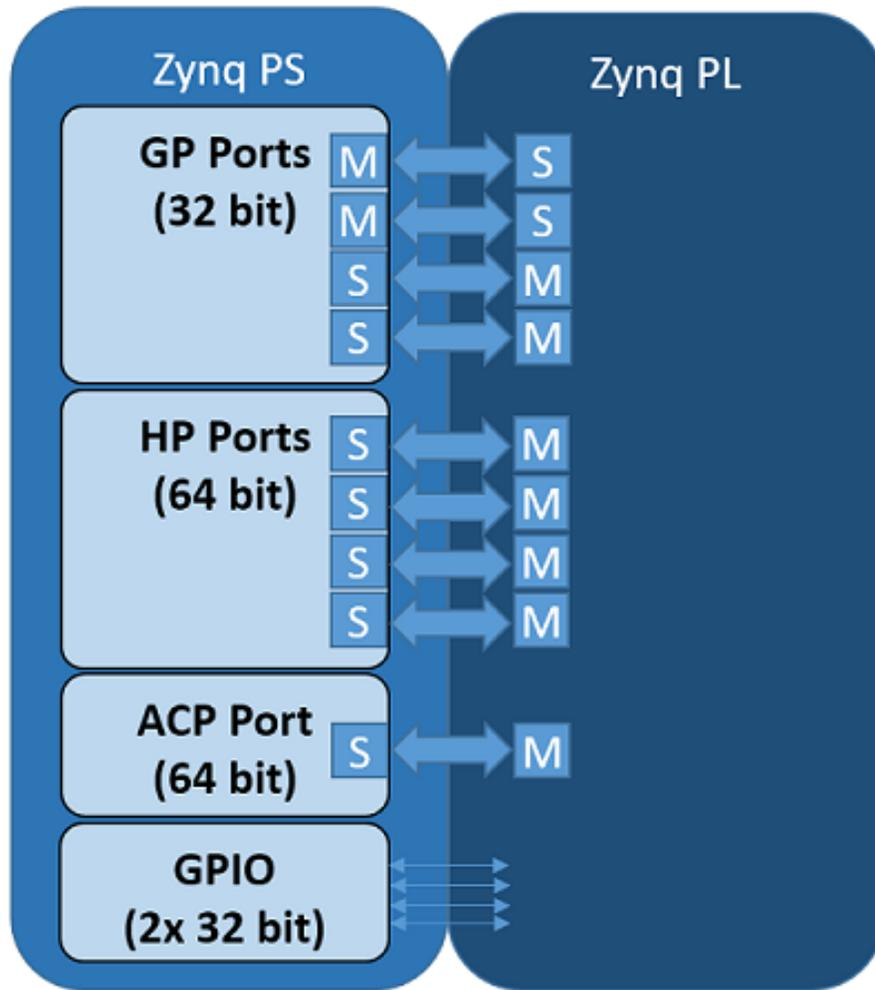 Zynq PS
Zynq PL
GP Ports
(32 bit)
M S
M S
S M
S M
HP Ports
(64 bit)
S M
S M
S M
S M
ACP Port
(64 bit)
S M
GPIO
(2x 32 bit)